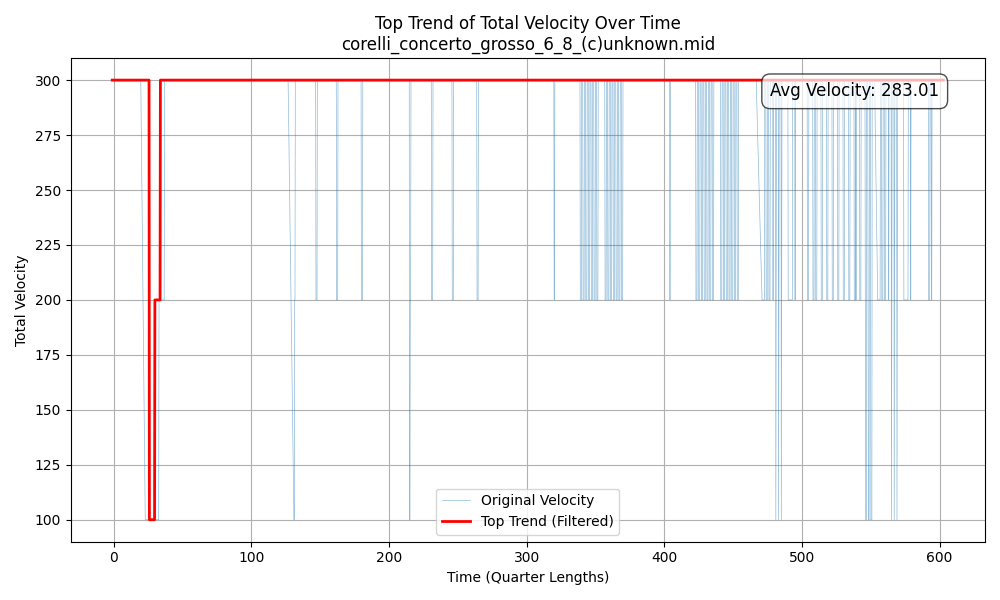 Top Trend of Total Velocity Over Time
corelli_concerto_grosso_6_8_(c)unknown.mid
Avg Velocity: 283.01
Total Velocity
300
275
250
225
200
175
150
125
100
Original Velocity
Top Trend (Filtered)
0 100 200 300 400 500 600
Time (Quarter Lengths)